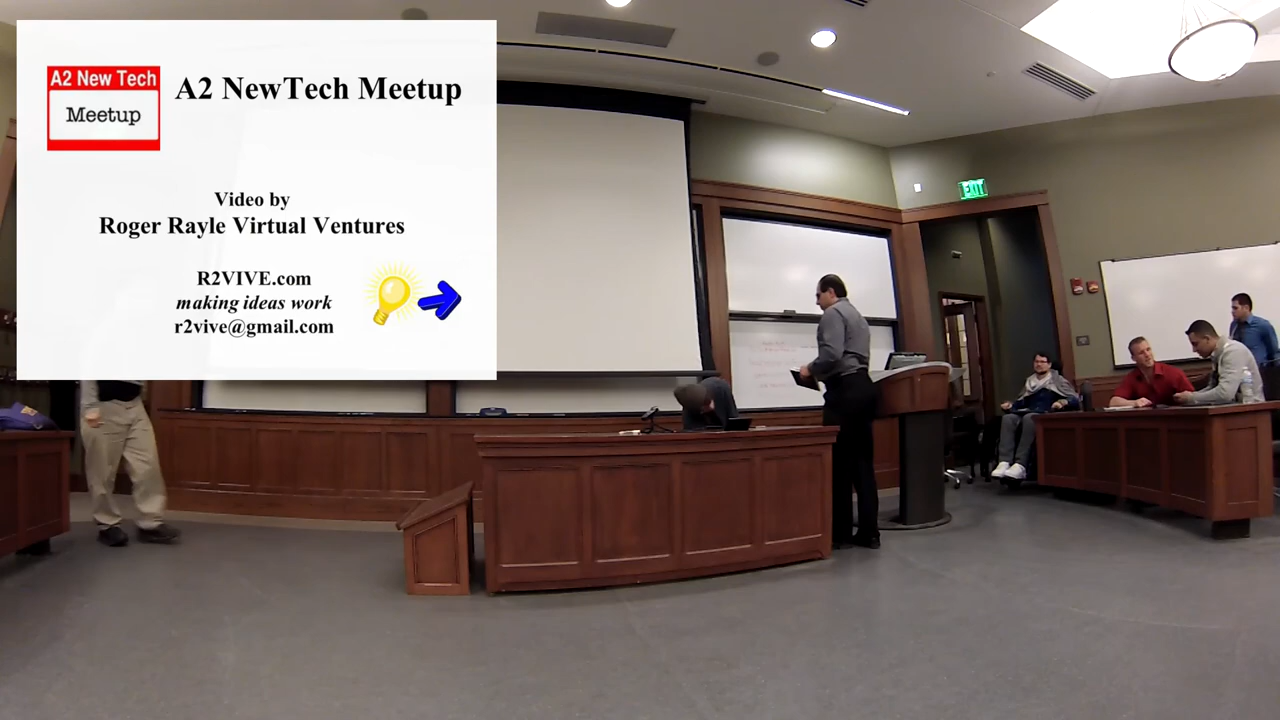 A2 New Tech
Meetup
A2 NewTech Meetup
Video by
Roger Rayle Virtual Ventures
R2VIVE.com
making ideas work
r2vive@gmail.com
EXIT